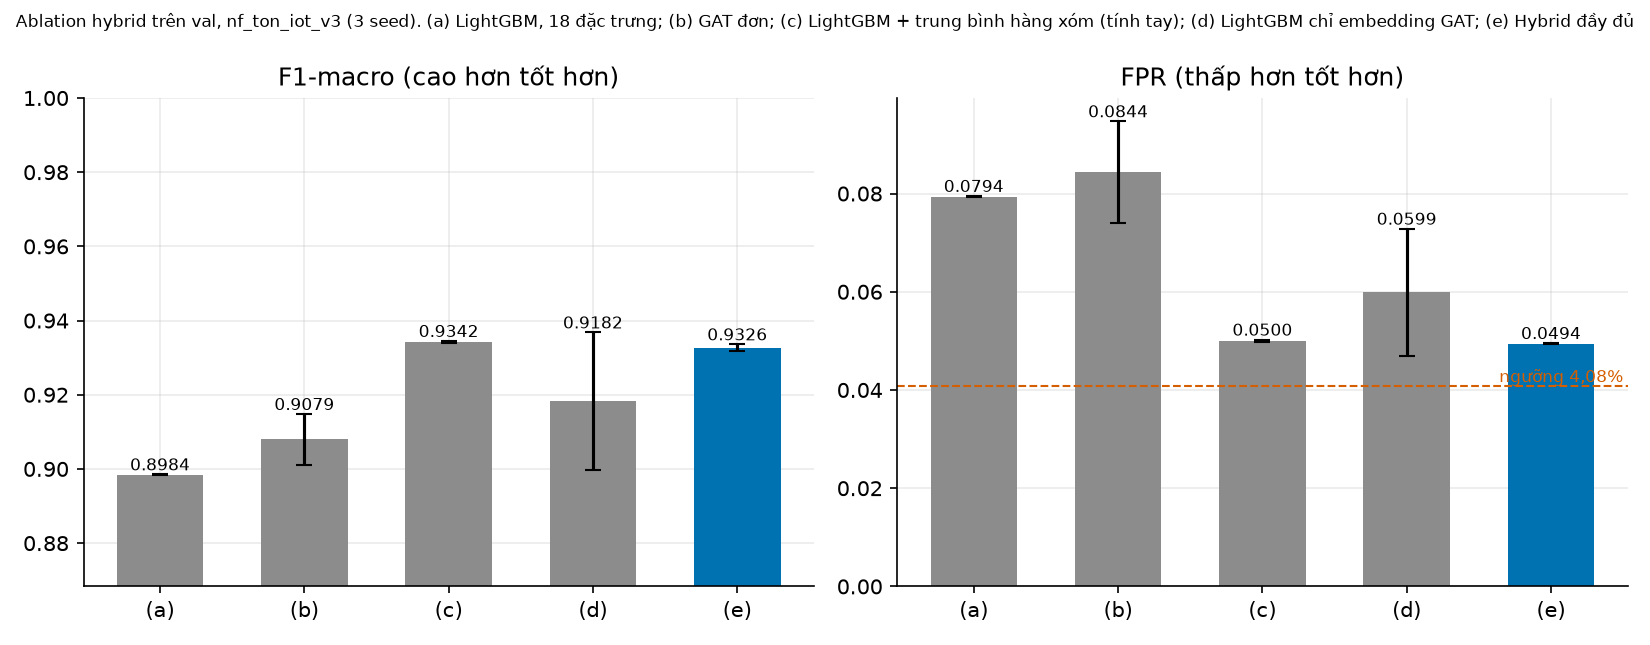 Ablation hybrid trên val, nf_ton_iot_v3 (3 seed). (a) LightGBM, 18 đặc trưng; (b) GAT đơn; (c) LightGBM + trung bình hàng xóm (tính tay); (d) LightGBM chỉ embedding GAT; (e) Hybrid đầy đủ
F1-macro (cao hơn tốt hơn)
1.00
0.98
0.96
0.94
0.92
0.90
0.88
0.8984
0.9079
0.9342
0.9182
0.9326
(a)
(b)
(c)
(d)
(e)
FPR (thấp hơn tốt hơn)
0.08
0.06
0.04
0.02
0.00
0.0794
0.0844
0.0500
0.0599
0.0494
ngưỡng 4,08%
(a)
(b)
(c)
(d)
(e)